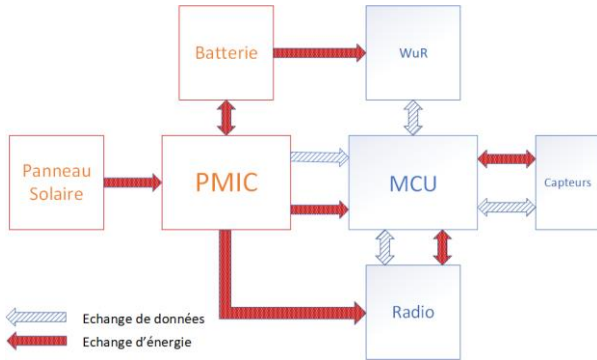 Batterie
WuR
Panneau
Solaire
PMIC
MCU
Capteurs
Radio
Echange de données
Echange d'énergie